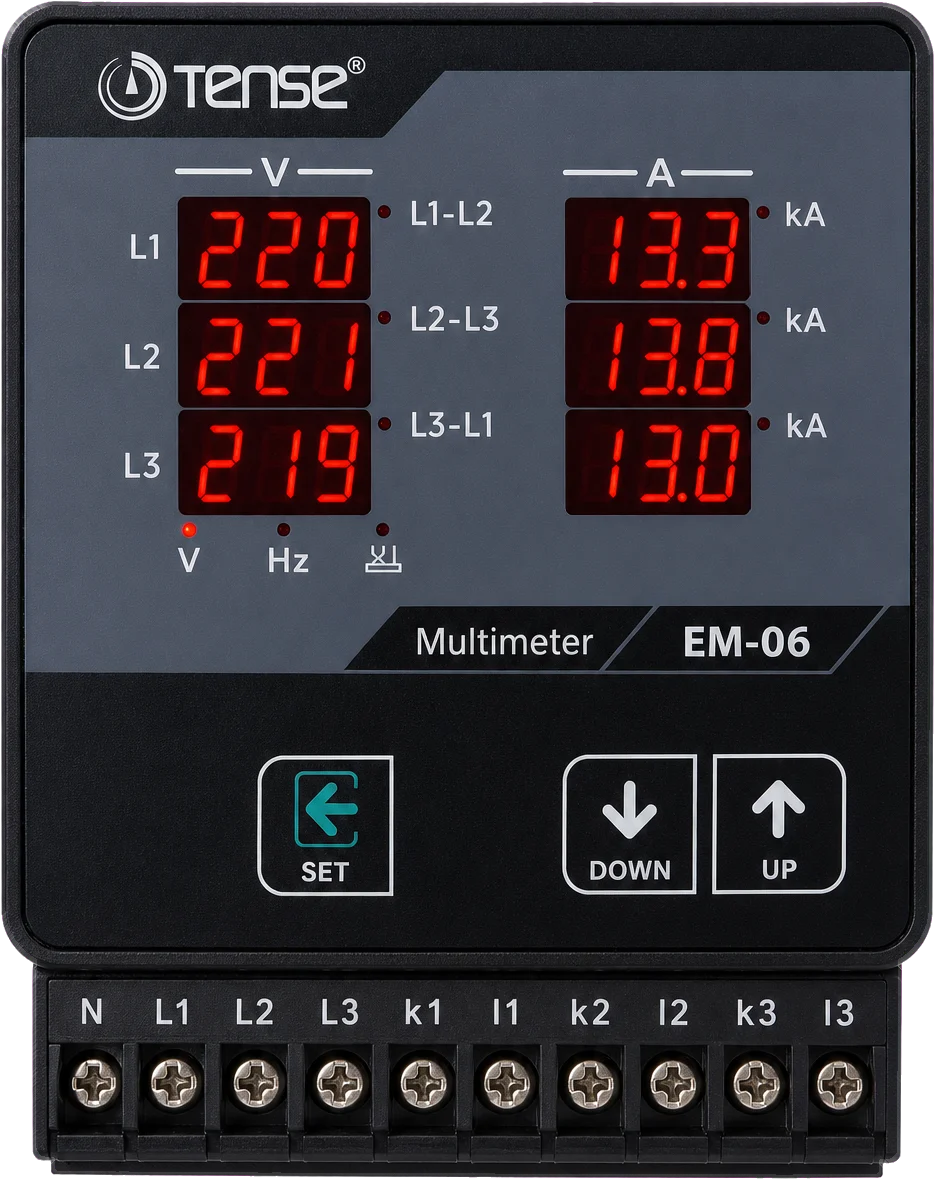 TENSE®
V A
L1 220 L1-L2 13.3 kA
L2 221 L2-L3 13.8 kA
L3 219 L3-L1 13.0 kA
V Hz
Multimeter EM-06
SET DOWN UP
N L1 L2 L3 k1 l1 k2 l2 k3 l3